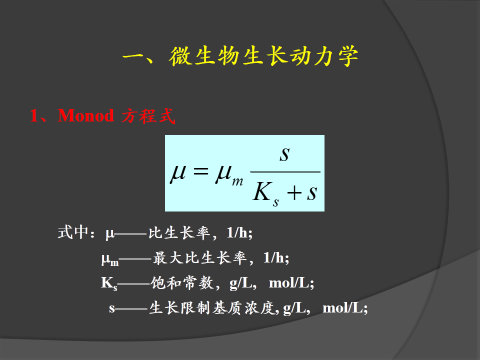 一、微生物生长动力学
1、Monod 方程式
μ = μm s / (Ks + s)
式中：μ——比生长率，1/h;
μm——最大比生长率，1/h;
Ks——饱和常数，g/L, mol/L;
s——生长限制基质浓度, g/L, mol/L;